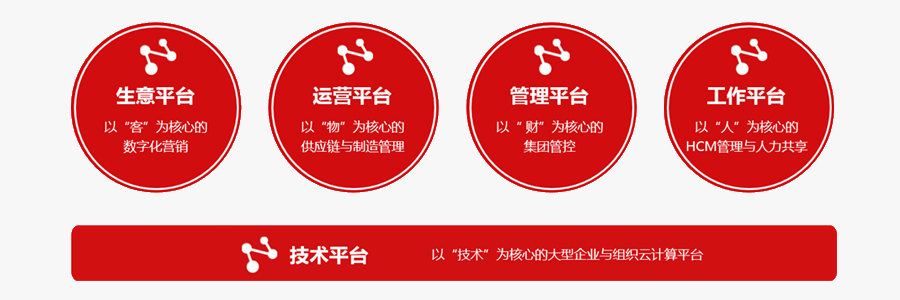 生意平台
以“客”为核心的
数字化营销
运营平台
以“物”为核心的
供应链与制造管理
管理平台
以“ 财”为核心的
集团管控
工作平台
以“人”为核心的
HCM管理与人力共享
技术平台
以“技术”为核心的大型企业与组织云计算平台